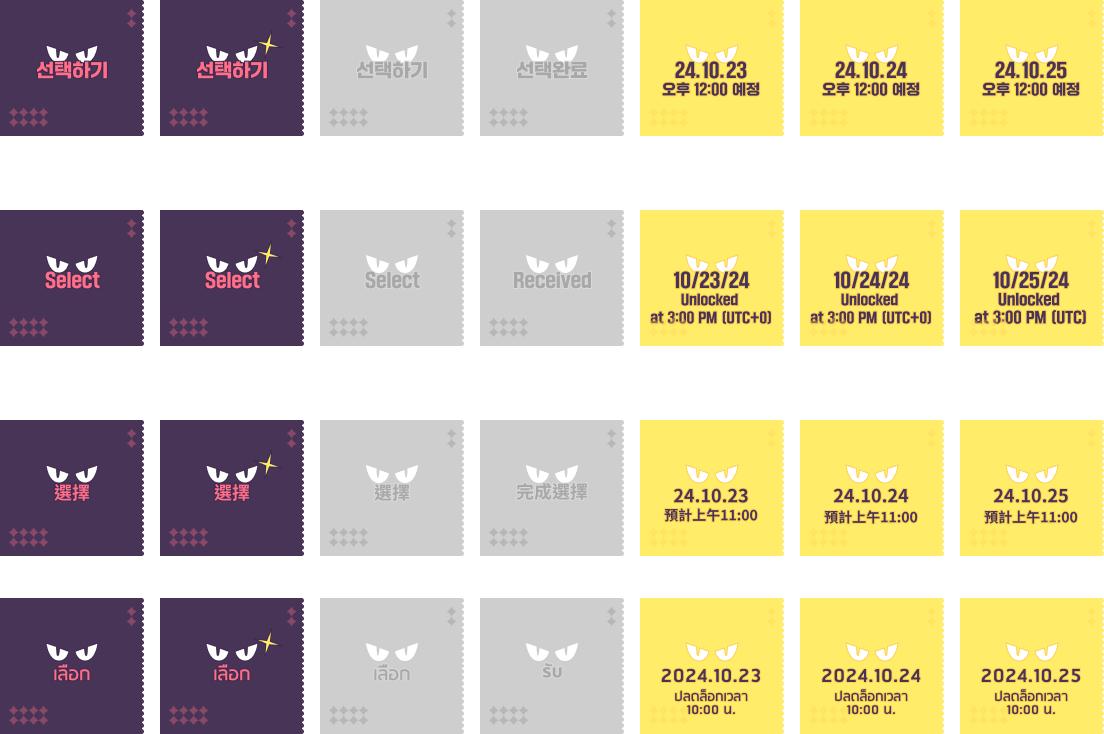 선택하기
선택하기
선택하기
선택완료
24.10.23
오후 12:00 예정
24.10.24
오후 12:00 예정
24.10.25
오후 12:00 예정
Select
Select
Select
Received
10/23/24
Unlocked
at 3:00 PM (UTC+0)
10/24/24
Unlocked
at 3:00 PM (UTC+0)
10/25/24
Unlocked
at 3:00 PM (UTC)
選擇
選擇
選擇
完成選擇
24.10.23
預計上午11:00
24.10.24
預計上午11:00
24.10.25
預計上午11:00
เลือก
เลือก
เลือก
รับ
2024.10.23
ปลดล็อกเวลา
10:00 น.
2024.10.24
ปลดล็อกเวลา
10:00 น.
2024.10.25
ปลดล็อกเวลา
10:00 น.